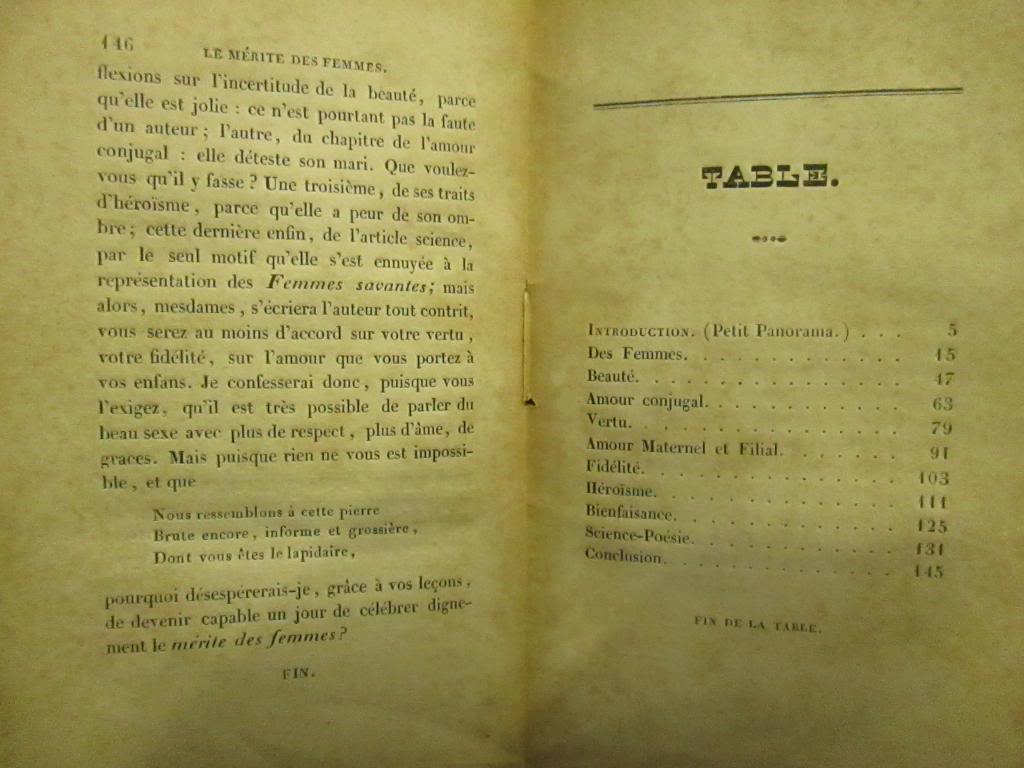 146
LE MÉRITE DES FEMMES.
flexions sur l'incertitude de la beauté, parce
qu'elle est jolie : ce n'est pourtant pas la faute
d'un auteur ; l'autre, du chapitre de l'amour
conjugal : elle déteste son mari. Que voulez-
vous qu'il y fasse ? Une troisième, de ses traits
d'héroïsme, parce qu'elle a peur de son om-
bre; cette dernière enfin, de l'article science,
par le seul motif qu'elle s'est ennuyée à la
représentation des Femmes savantes; mais
alors, mesdames, s'écriera l'auteur tout contrit,
vous serez au moins d'accord sur votre vertu,
votre fidélité, sur l'amour que vous portez à
vos enfans. Je confesserai donc, puisque vous
l'exigez, qu'il est très possible de parler du
beau sexe avec plus de respect, plus d'âme, de
graces. Mais puisque rien ne vous est impossi-
ble, et que
Nous ressemblons à cette pierre
Brute encore, informe et grossière,
Dont vous êtes le lapidaire,
pourquoi désespérerais-je, grâce à vos leçons,
de devenir capable un jour de célébrer digne-
ment le mérite des femmes?
FIN.
TABLE.
INTRODUCTION. (Petit Panorama.) . . . 5
Des Femmes. . . . . . . . . . . . 15
Beauté. . . . . . . . . . . . . . 47
Amour conjugal. . . . . . . . . . 63
Vertu. . . . . . . . . . . . . . 79
Amour Maternel et Filial. . . . . . 91
Fidélité. . . . . . . . . . . . . 103
Héroïsme. . . . . . . . . . . . . 111
Bienfaisance. . . . . . . . . . . 125
Science-Poésie. . . . . . . . . . 131
Conclusion. . . . . . . . . . . . 145
FIN DE LA TABLE.